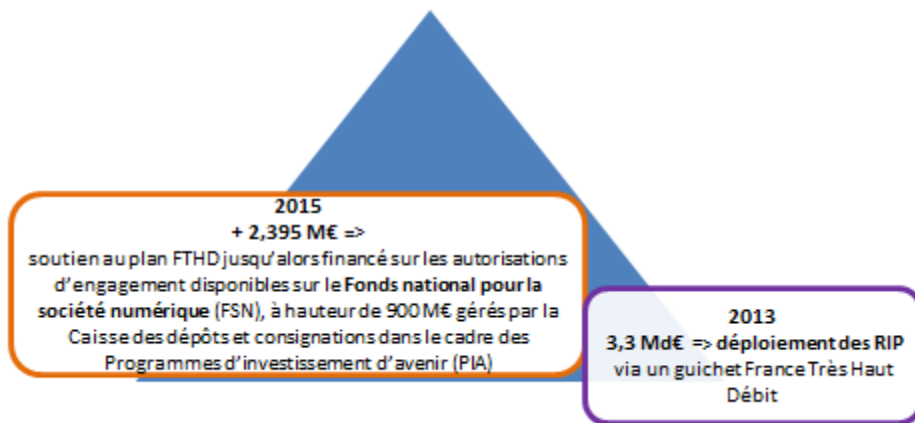 2015
+ 2,395 M€ =>
soutien au plan FTHD jusqu'alors financé sur les autorisations
d'engagement disponibles sur le Fonds national pour la
société numérique (FSN), à hauteur de 900 M€ gérés par la
Caisse des dépôts et consignations dans le cadre des
Programmes d'investissement d'avenir (PIA)
2013
3,3 Md€ => déploiement des RIP
via un guichet France Très Haut
Débit